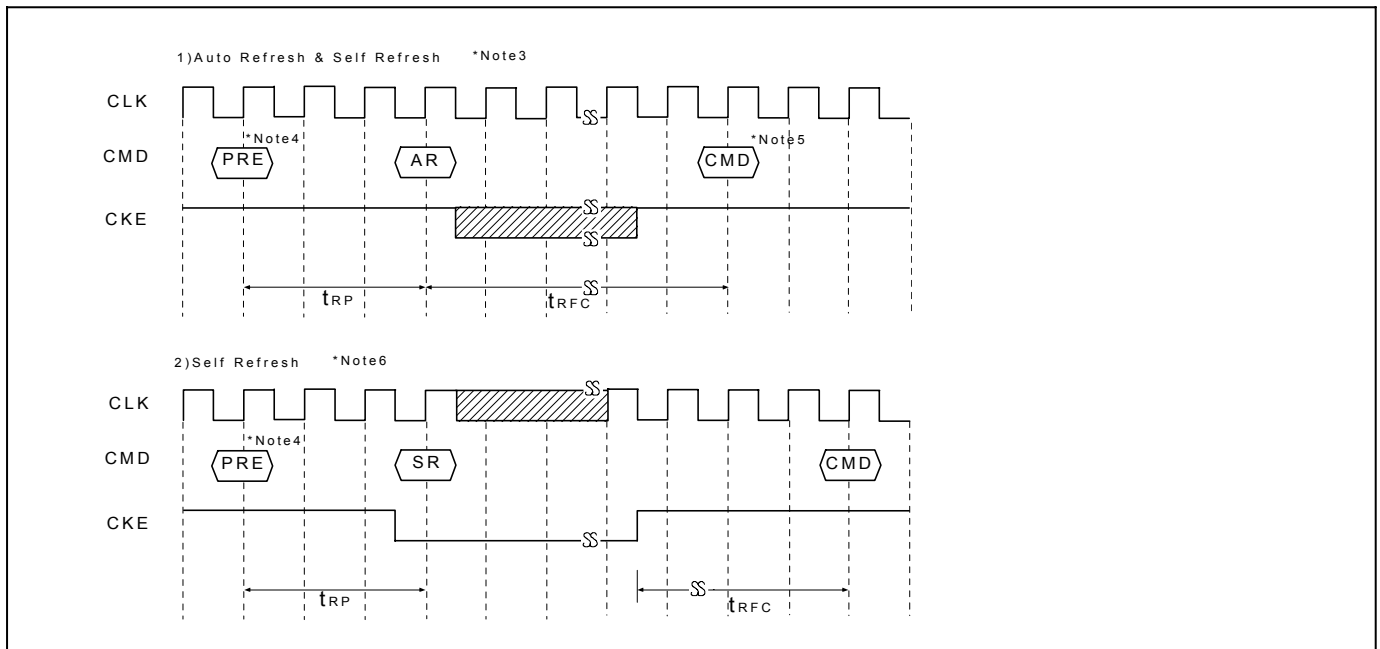 1)Auto Refresh & Self Refresh *Note3
CLK
*Note4 *Note5
CMD PRE AR CMD
CKE
tRP tRFC
2)Self Refresh *Note6
CLK
*Note4
CMD PRE SR CMD
CKE
tRP tRFC